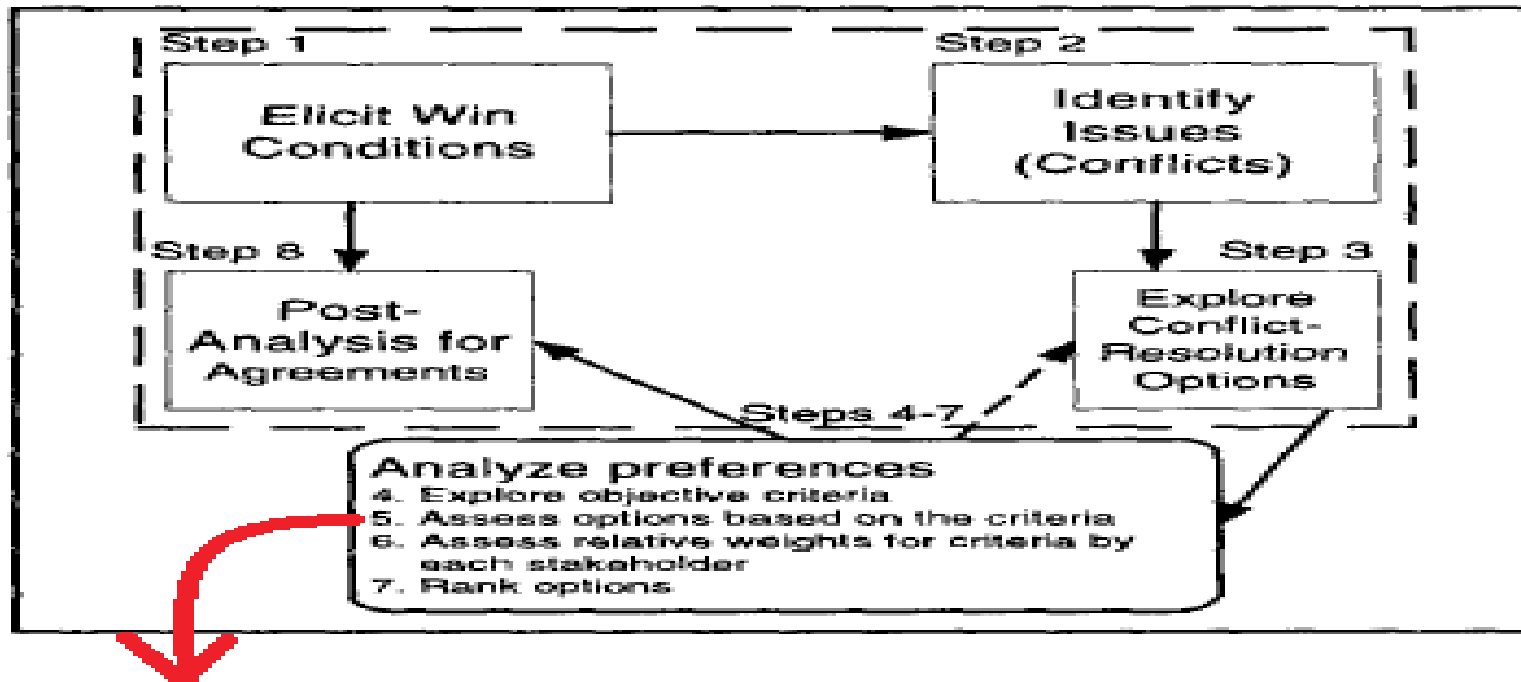 Step 1
Step 2
Elicit Win
Conditions
Identify
Issues
(Conflicts)
Step 8
Step 3
Post-
Analysis for
Agreements
Explore
Conflict-
Resolution
Options
Steps 4-7
Analyze preferences
4. Explore objective criteria
5. Assess options based on the criteria
6. Assess relative weights for criteria by
each stakeholder
7. Rank options